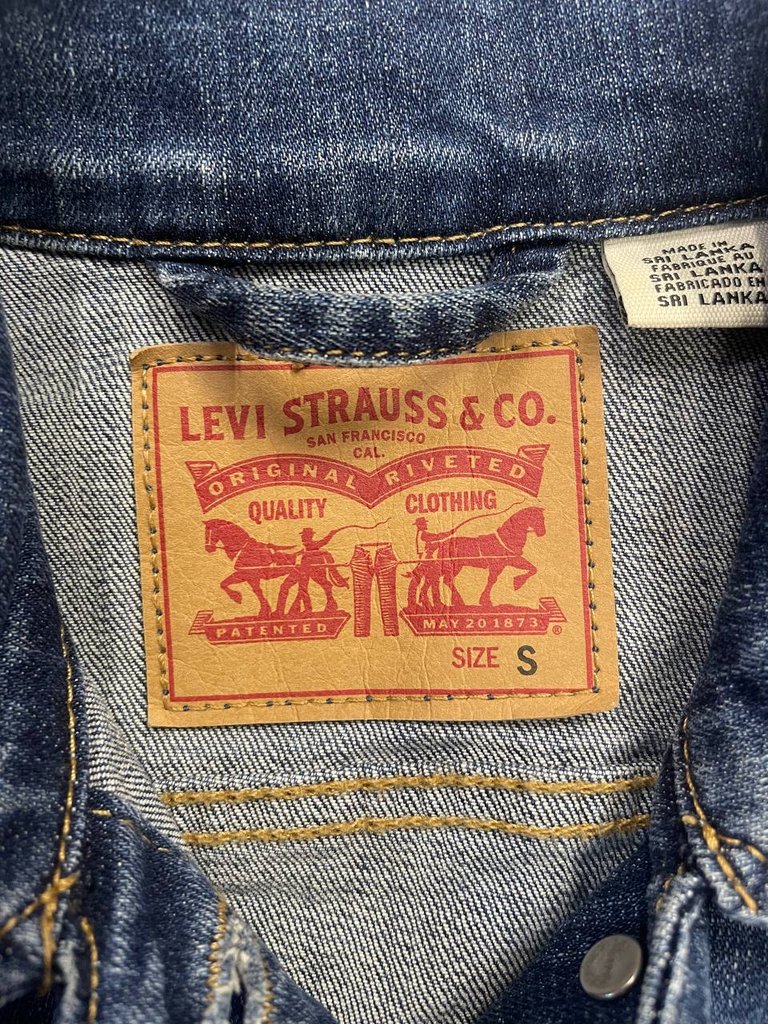 MADE IN
SRI LANKA
FABRIQUE AU
SRI LANKA
FABRICADO EN
SRI LANKA
LEVI STRAUSS & CO.
SAN FRANCISCO
CAL.
ORIGINAL RIVETED
QUALITY CLOTHING
PATENTED MAY 20 1873 ®
SIZE S